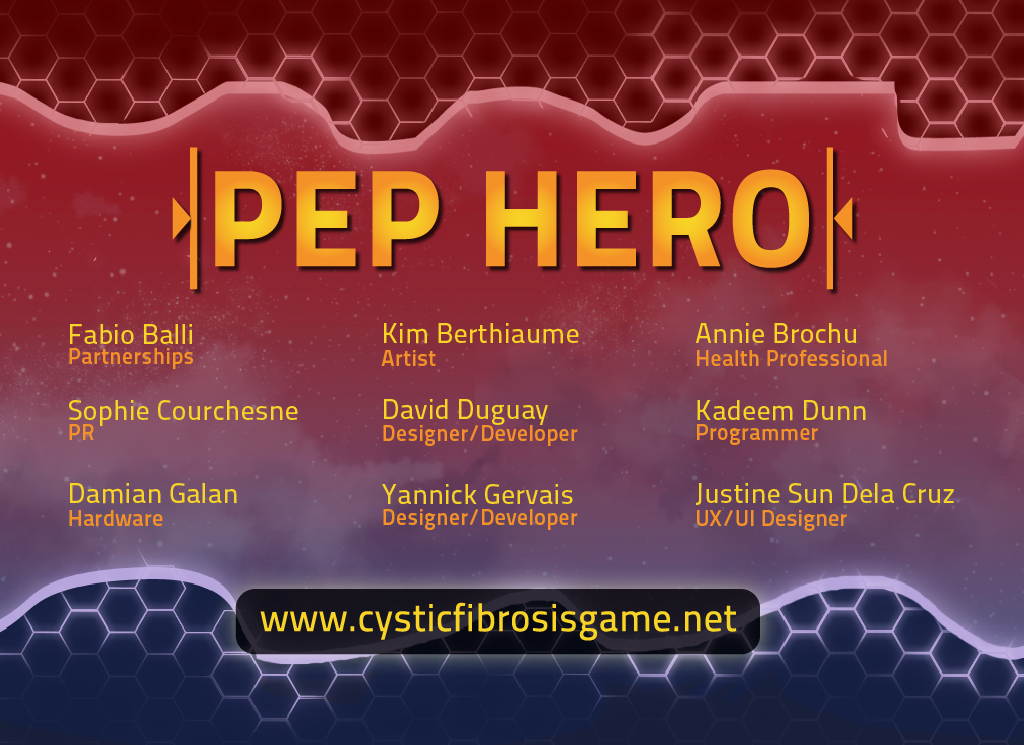 PEP HERO
Fabio Balli
Partnerships
Kim Berthiaume
Artist
Annie Brochu
Health Professional
Sophie Courchesne
PR
David Duguay
Designer/Developer
Kadeem Dunn
Programmer
Damian Galan
Hardware
Yannick Gervais
Designer/Developer
Justine Sun Dela Cruz
UX/UI Designer
www.cysticfibrosisgame.net